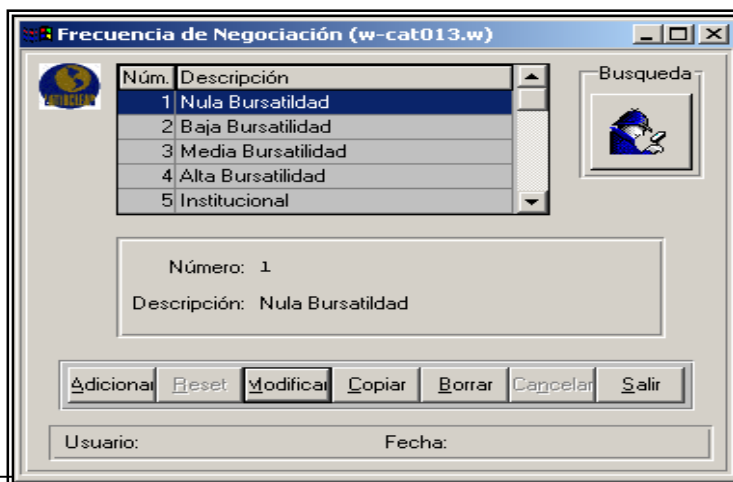 Frecuencia de Negociación (w-cat013.w)
LATINCLEAR
Núm. Descripción
1 Nula Bursatildad
2 Baja Bursatilidad
3 Media Bursatilidad
4 Alta Bursatilidad
5 Institucional
Busqueda
Número: 1
Descripción: Nula Bursatildad
Adicionar Reset Modificar Copiar Borrar Cancelar Salir
Usuario: Fecha: